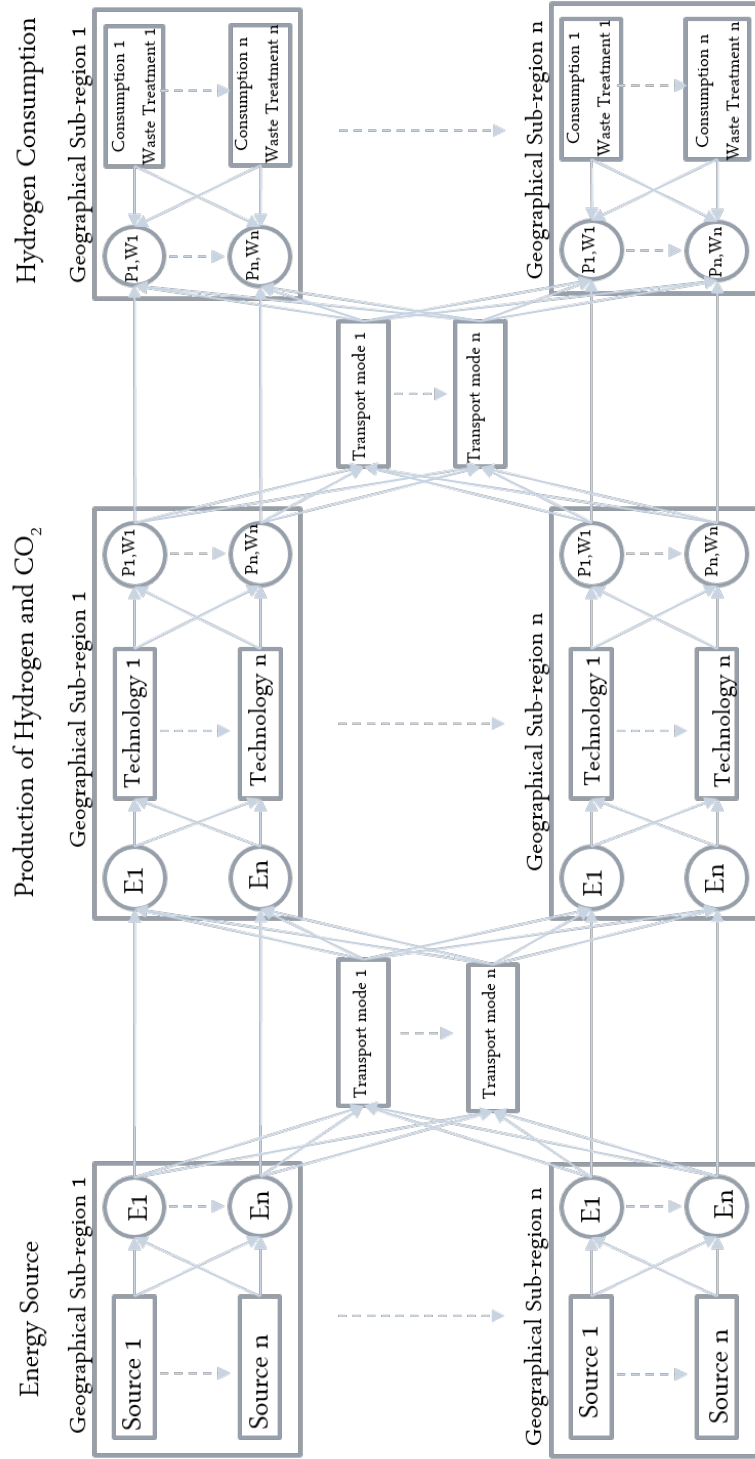 Energy Source
Production of Hydrogen and CO₂
Hydrogen Consumption
Geographical Sub-region 1
Source 1
Source n
E1
En
Transport mode 1
Transport mode n
Geographical Sub-region 1
E1
En
Technology 1
Technology n
P1,W1
Pn,Wn
Transport mode 1
Transport mode n
Geographical Sub-region 1
P1,W1
Pn,Wn
Consumption 1
Waste Treatment 1
Consumption n
Waste Treatment n
Geographical Sub-region n
Source 1
Source n
E1
En
Geographical Sub-region n
E1
En
Technology 1
Technology n
P1,W1
Pn,Wn
Geographical Sub-region n
P1,W1
Pn,Wn
Consumption 1
Waste Treatment 1
Consumption n
Waste Treatment n